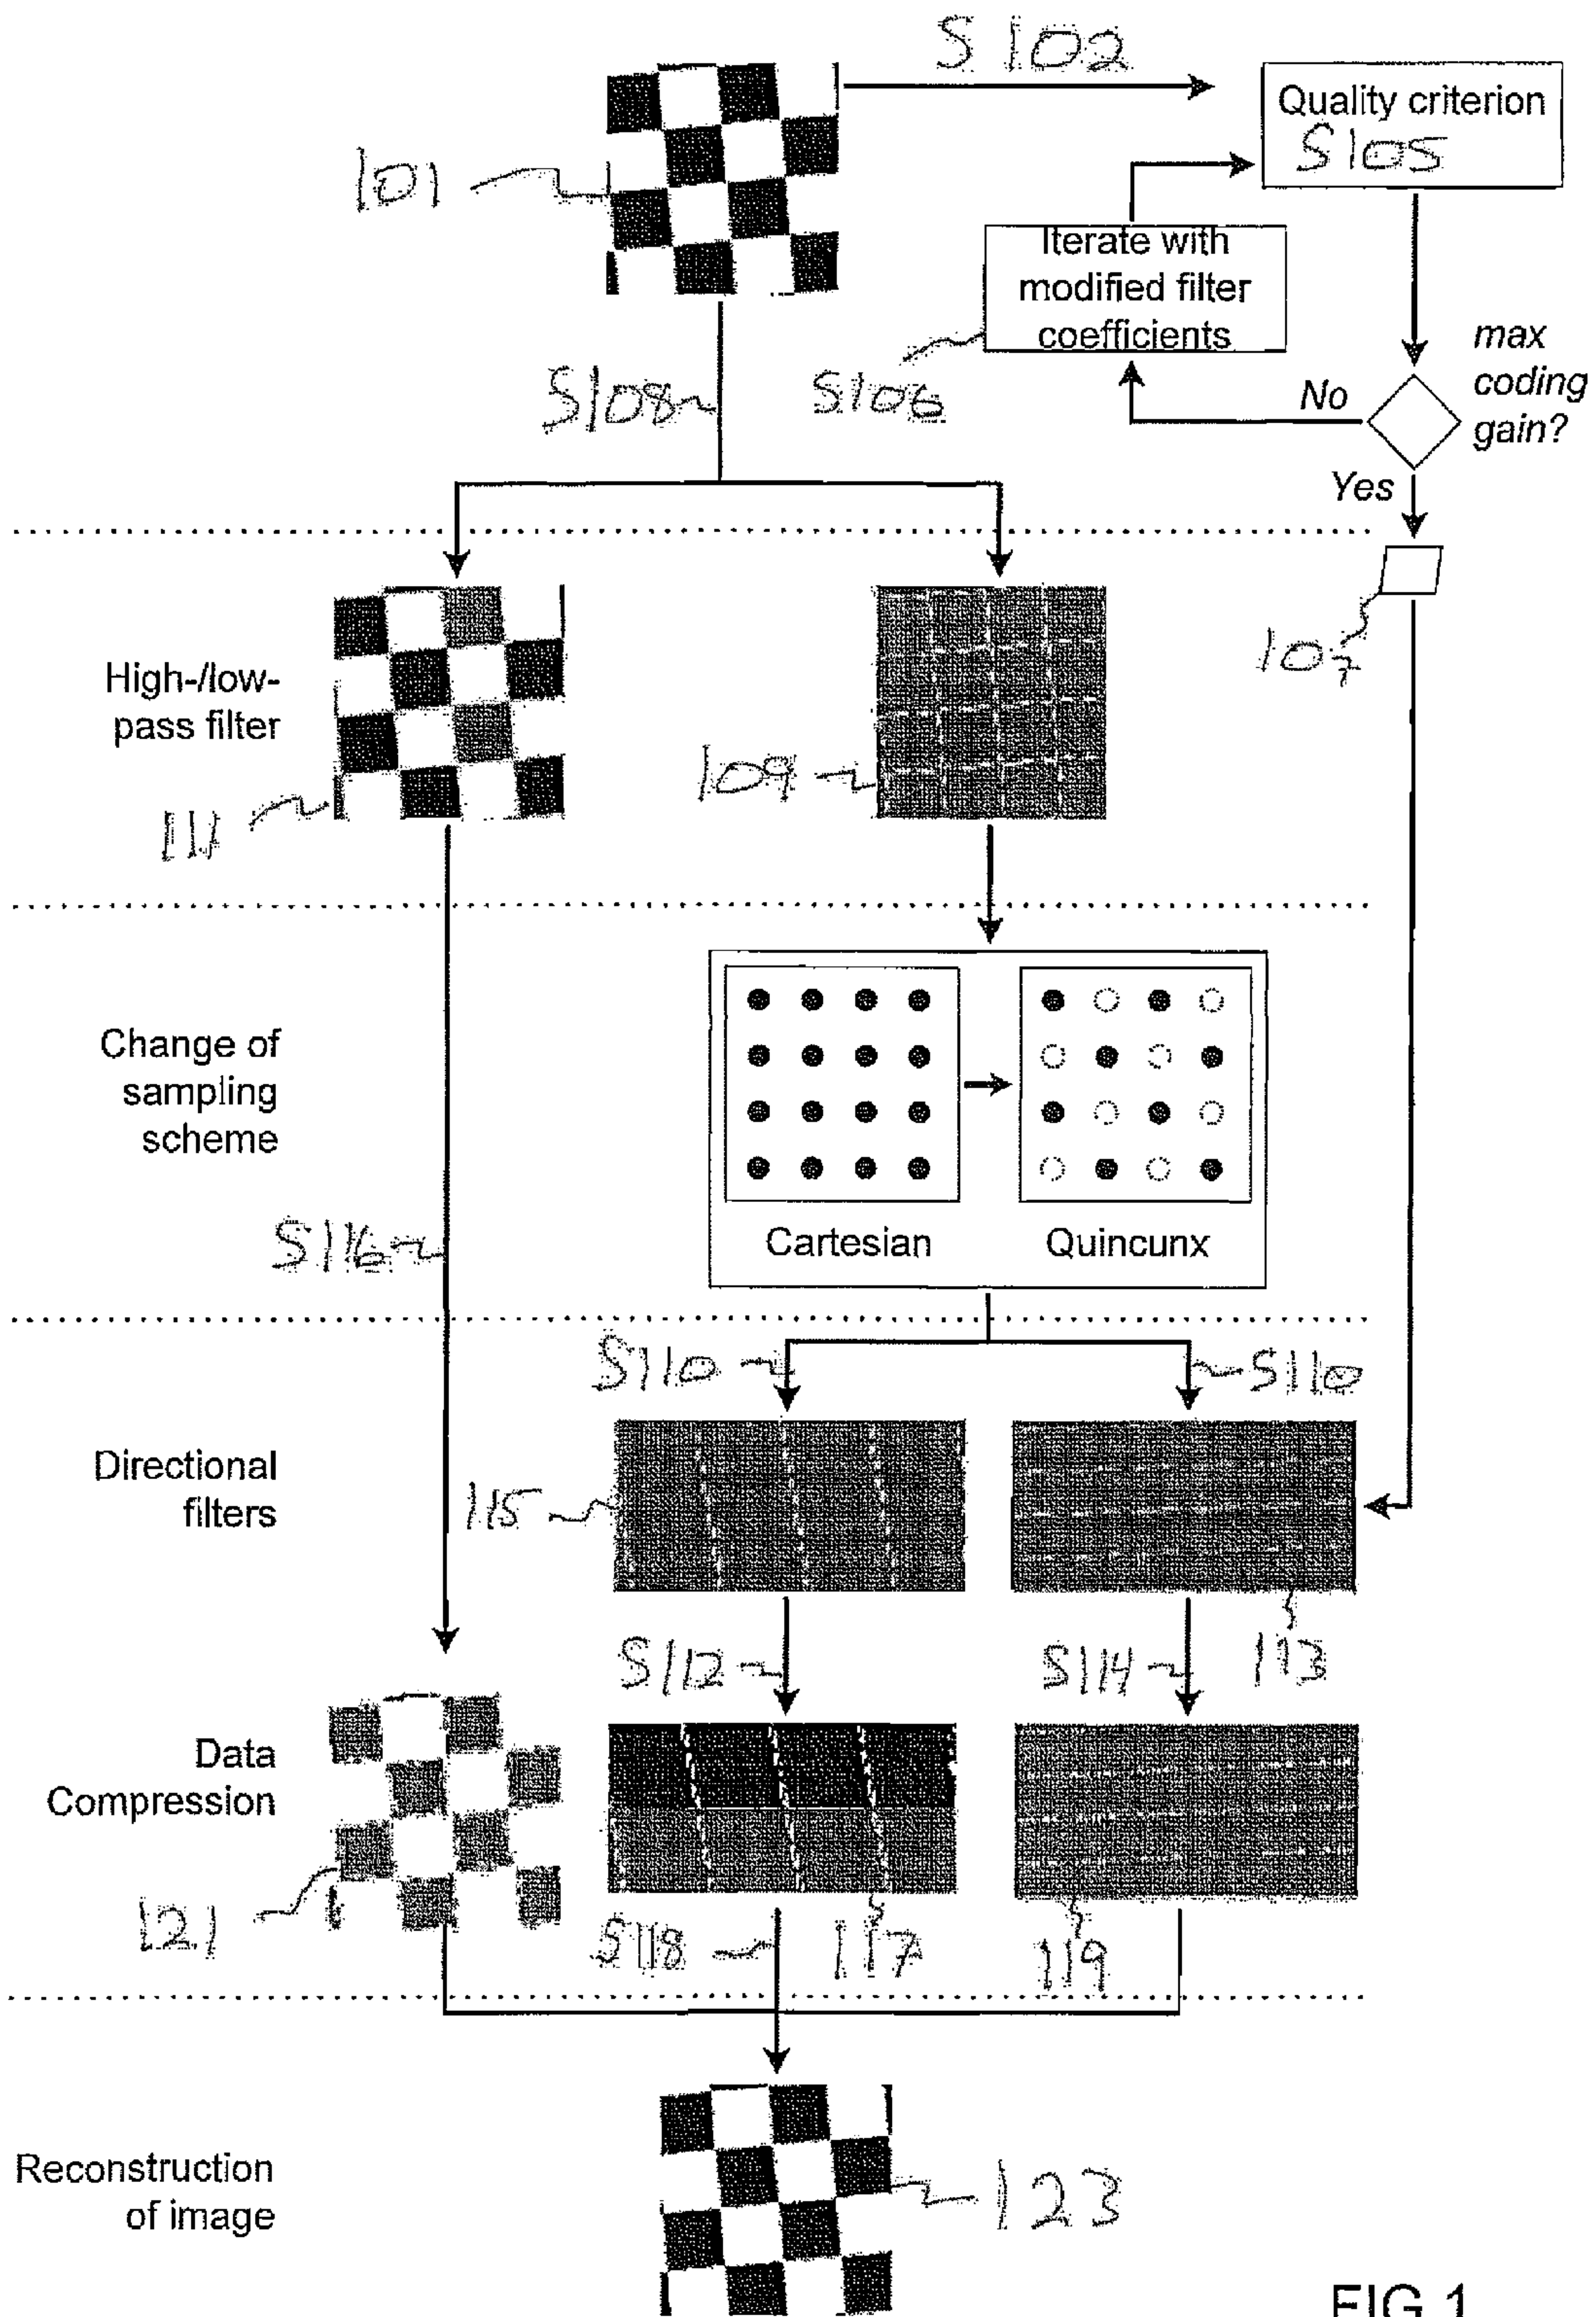 S102
Quality criterion
S105
101
Iterate with
modified filter
coefficients
S106
S108
max
coding
gain?
No
Yes
107
High-/low-
pass filter
111
109
Change of
sampling
scheme
Cartesian
Quincunx
S116
S110
S110
Directional
filters
115
113
S112
S114
Data
Compression
121
S118
117
119
Reconstruction
of image
123
FIG 1